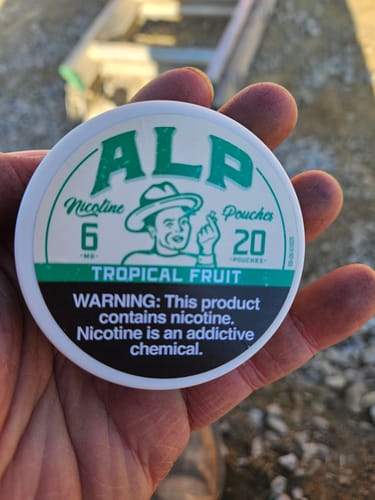 ALP
Nicotine Pouches
6 20
MG POUCHES
TROPICAL FRUIT
WARNING: This product
contains nicotine.
Nicotine is an addictive
chemical.